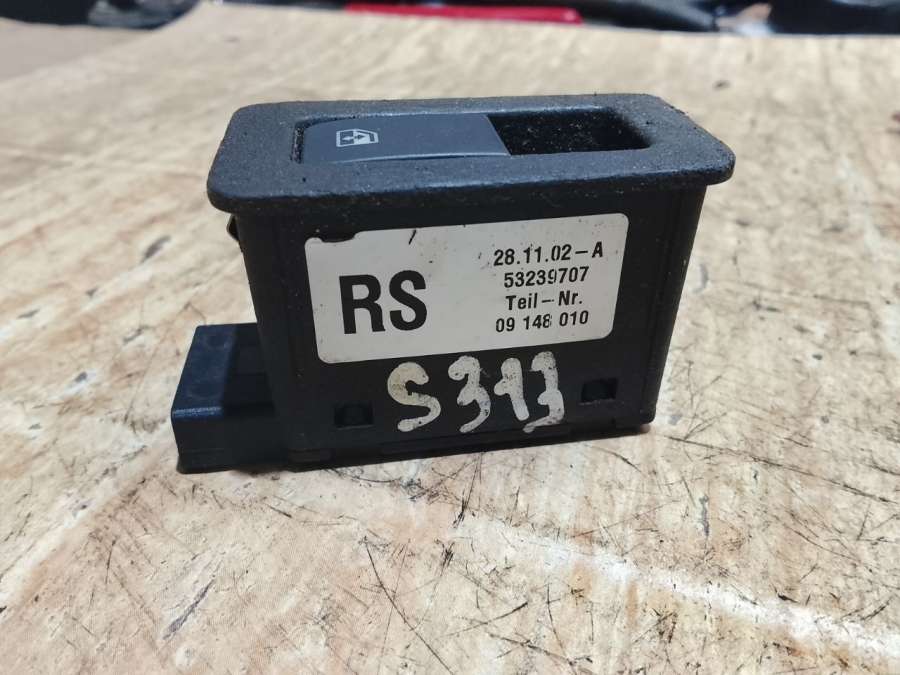 RS
28.11.02-A
53239707
Teil-Nr.
09 148 010
S313